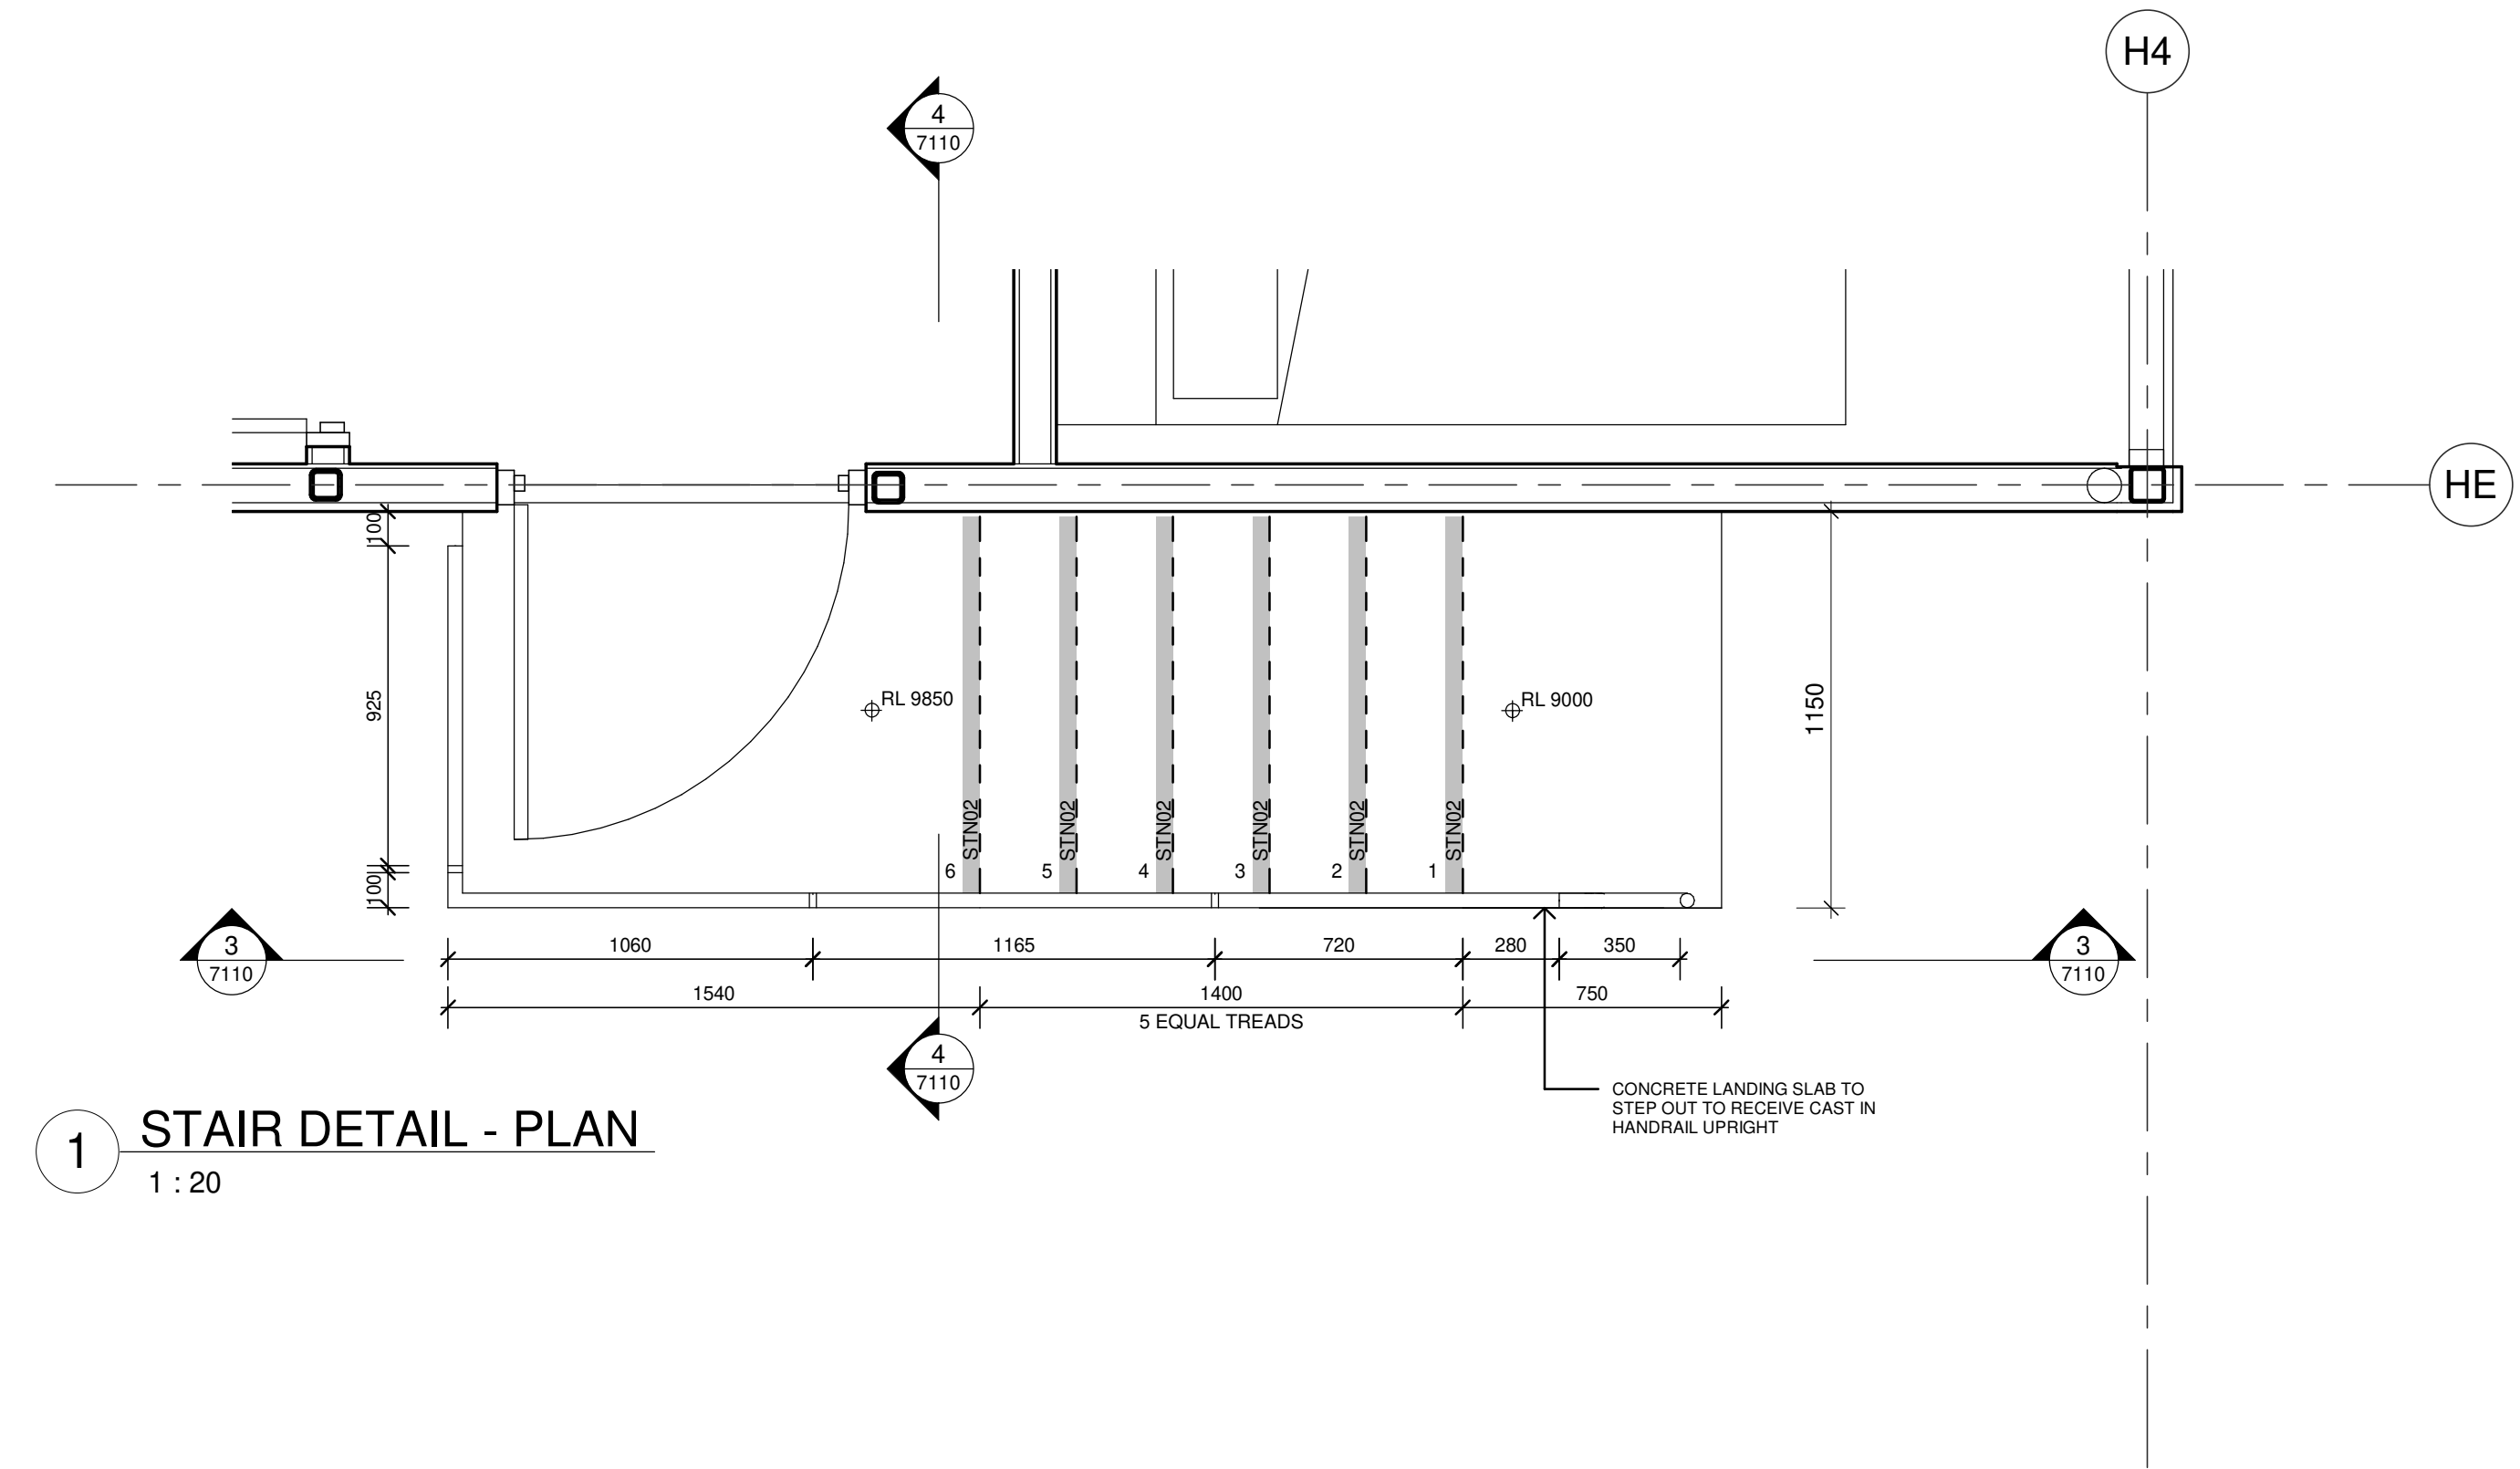 H4
4
7110
HE
100
925
100
RL 9850
RL 9000
1150
STN02
STN02
STN02
STN02
STN02
STN02
6
5
4
3
2
1
3
7110
1060
1165
720
280
350
3
7110
1540
1400
750
5 EQUAL TREADS
4
7110
CONCRETE LANDING SLAB TO
STEP OUT TO RECEIVE CAST IN
HANDRAIL UPRIGHT
1
STAIR DETAIL - PLAN
1 : 20